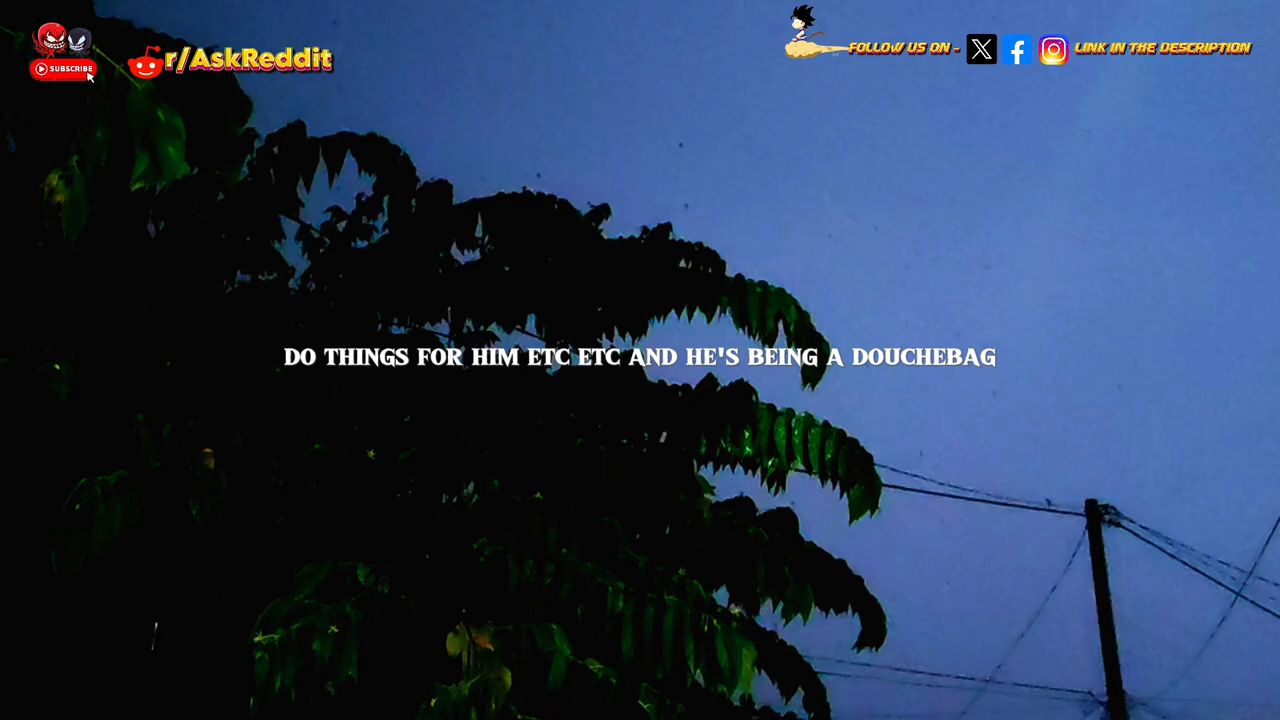 SUBSCRIBE
r/AskReddit
FOLLOW US ON -
LINK IN THE DESCRIPTION
DO THINGS FOR HIM ETC ETC AND HE'S BEING A DOUCHEBAG